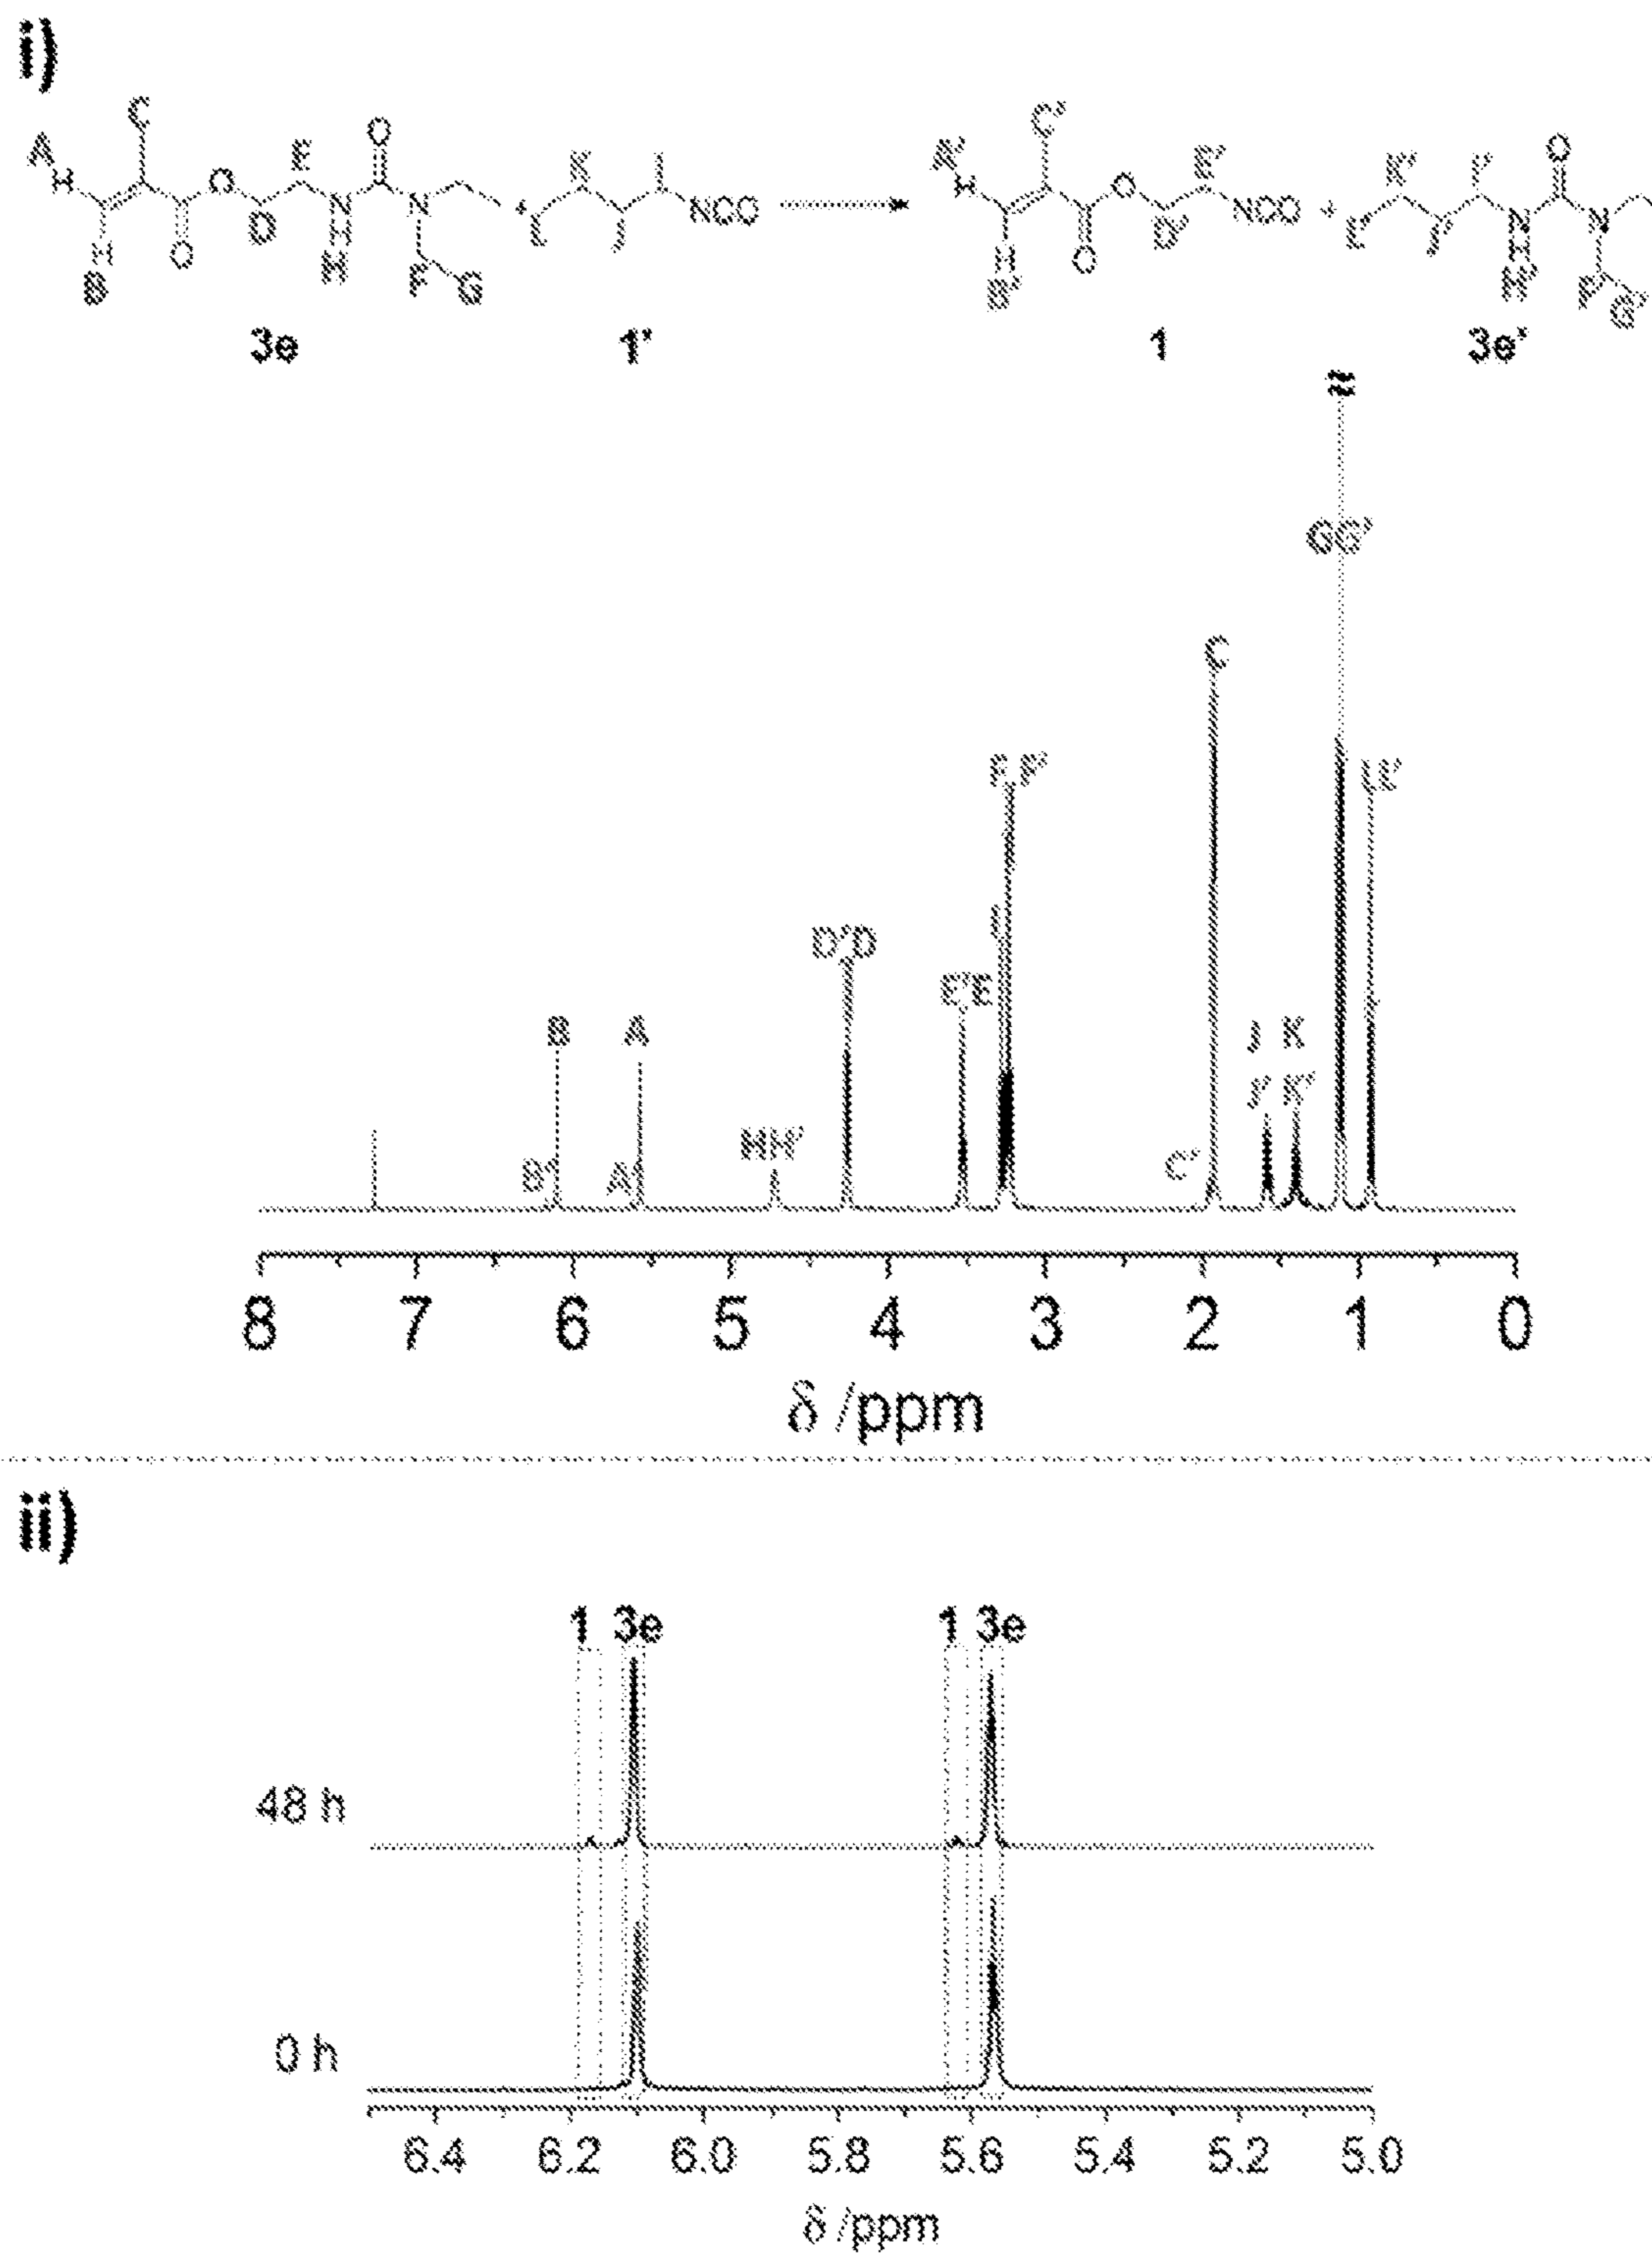 i)
C O C' O
A E K I A' E' K' I'
H O N N + NCO H O NCO + N N
H D H L J H D' L' J' H
B O H F G B' O H' F' G'
3e 1' 1 3e'
≈
GG'
C
F F' LL'
I
D'D
E'E
B A J K
HH' J' K'
B' A' C'
8 7 6 5 4 3 2 1 0
δ /ppm
ii)
1 3e 1 3e
48 h
0 h
6.4 6.2 6.0 5.8 5.6 5.4 5.2 5.0
δ /ppm